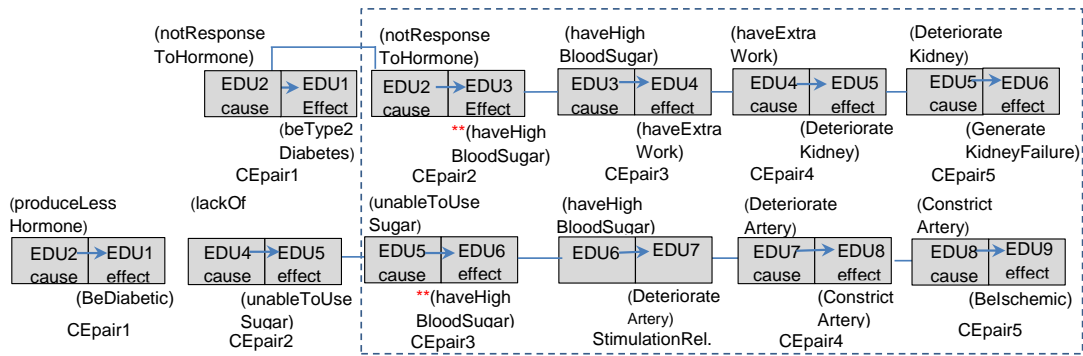 (notResponse
ToHormone)
(notResponse
ToHormone)
(haveHigh
BloodSugar)
(haveExtra
Work)
(Deteriorate
Kidney)
EDU2 EDU1
cause Effect
EDU2 EDU3
cause Effect
EDU3 EDU4
cause effect
EDU4 EDU5
cause effect
EDU5 EDU6
cause effect
(beType2
Diabetes)
**(haveHigh
BloodSugar)
(haveExtra
Work)
(Deteriorate
Kidney)
(Generate
KidneyFailure)
CEpair1
CEpair2
CEpair3
CEpair4
CEpair5
(produceLess
Hormone)
(lackOf
(unableToUse
Sugar)
(haveHigh
BloodSugar)
(Deteriorate
Artery)
(Constrict
Artery)
EDU2 EDU1
cause effect
EDU4 EDU5
cause effect
EDU5 EDU6
cause effect
EDU6 EDU7
EDU7 EDU8
cause effect
EDU8 EDU9
cause effect
(BeDiabetic)
(unableToUse
Sugar)
**(haveHigh
BloodSugar)
(Deteriorate
Artery)
(Constrict
Artery)
(BeIschemic)
CEpair1
CEpair2
CEpair3
StimulationRel.
CEpair4
CEpair5